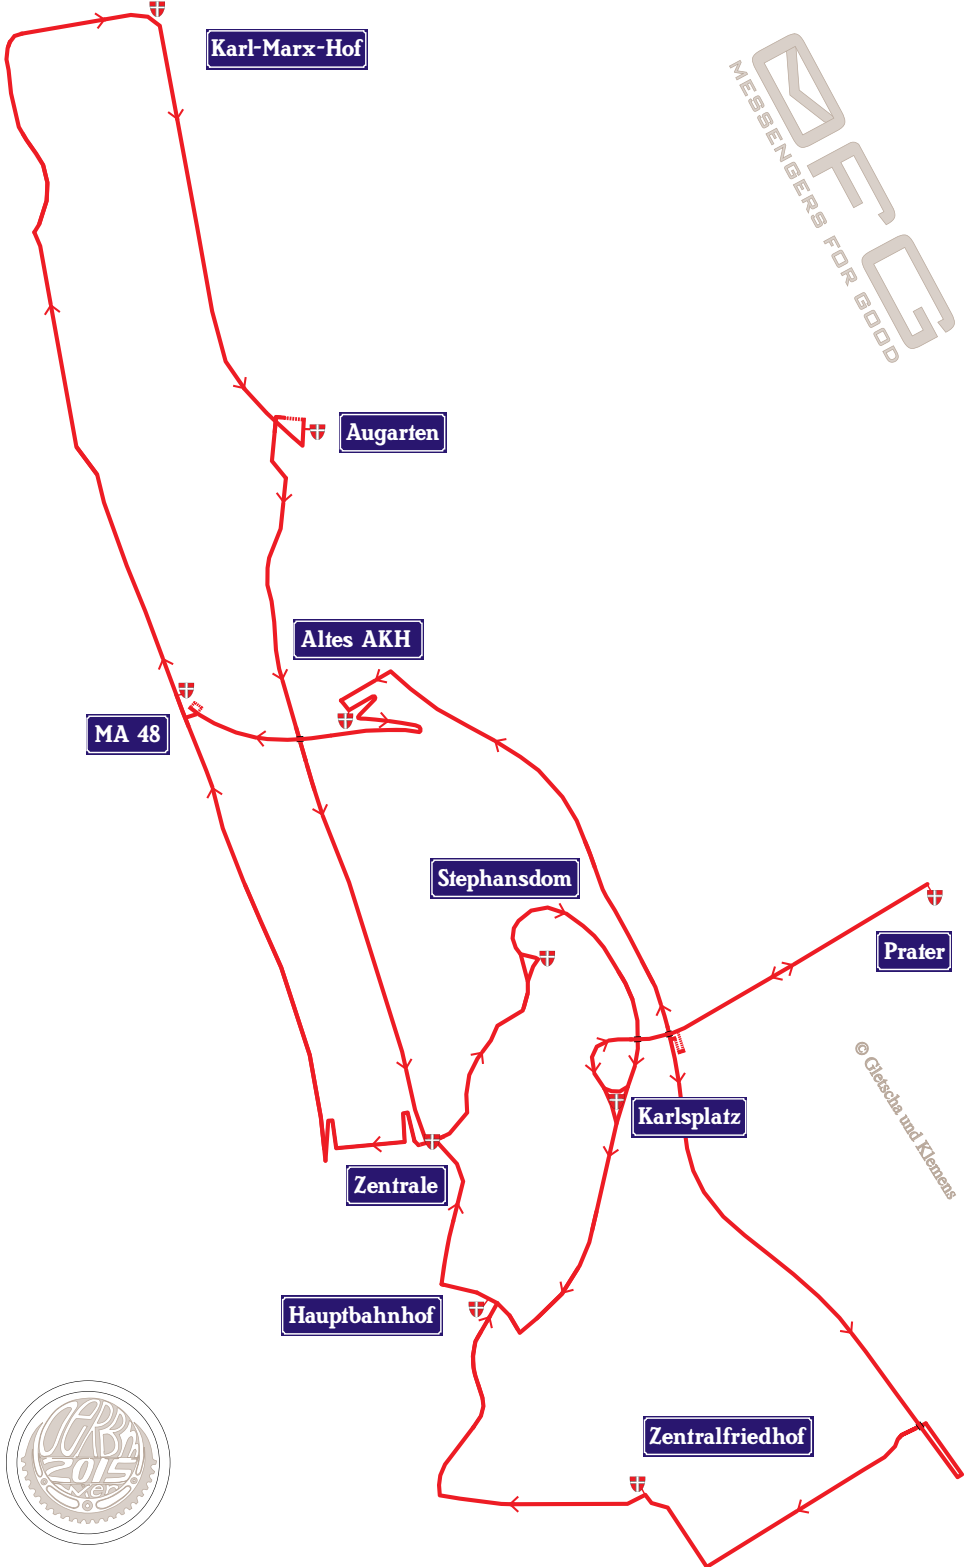 Karl-Marx-Hof
MFG
MESSENGERS FOR GOOD
Augarten
Altes AKH
MA 48
Stephansdom
Prater
© Gletscha und Klemens
Karlsplatz
Zentrale
Hauptbahnhof
Zentralfriedhof
2015